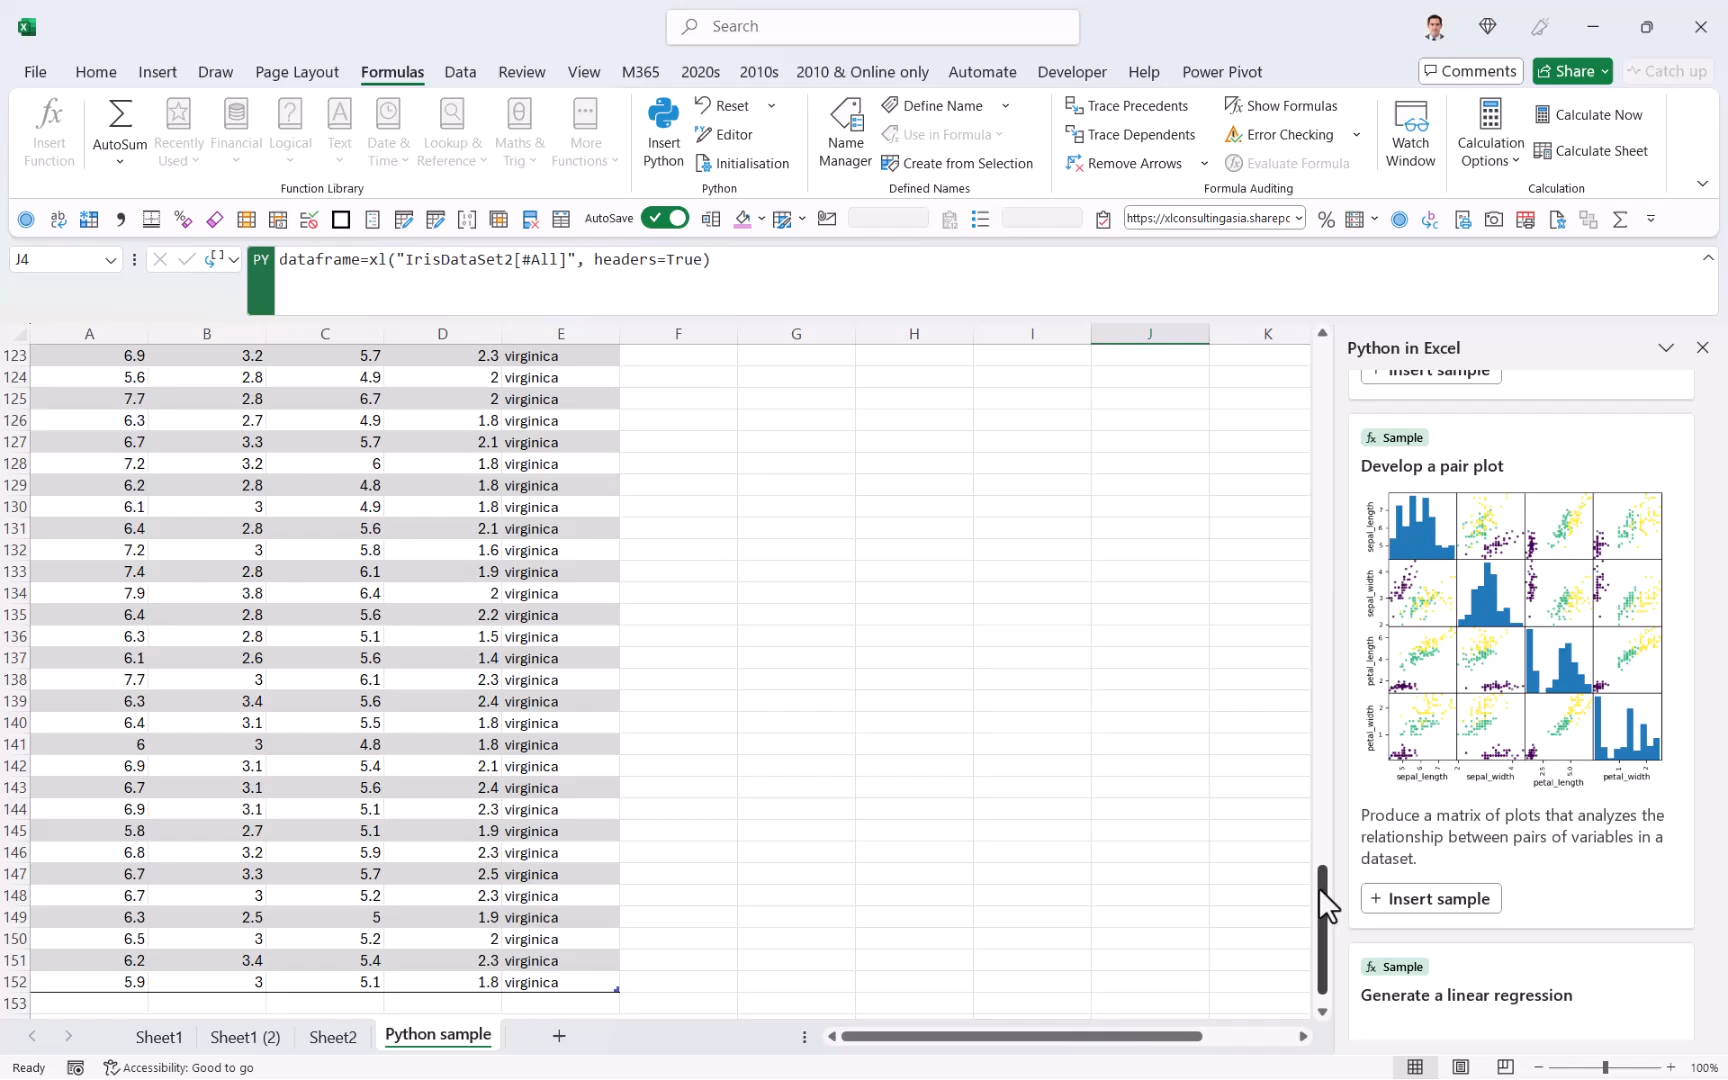 Search
File Home Insert Draw Page Layout Formulas Data Review View M365 2020s 2010s 2010 & Online only Automate Developer Help Power Pivot Comments Share Catch up
Insert Function
AutoSum
Recently Used
Financial
Logical
Text
Date & Time
Lookup & Reference
Maths & Trig
More Functions
Function Library
Insert Python
Reset
Editor
Initialisation
Python
Name Manager
Define Name
Use in Formula
Create from Selection
Defined Names
Trace Precedents
Trace Dependents
Remove Arrows
Show Formulas
Error Checking
Evaluate Formula
Formula Auditing
Watch Window
Calculation Options
Calculate Now
Calculate Sheet
Calculation
AutoSave
https://xlconsultingasia.sharepc
J4
PY dataframe=xl("IrisDataSet2[#All]", headers=True)
A B C D E F G H I J K
123 6.9 3.2 5.7 2.3 virginica
124 5.6 2.8 4.9 2 virginica
125 7.7 2.8 6.7 2 virginica
126 6.3 2.7 4.9 1.8 virginica
127 6.7 3.3 5.7 2.1 virginica
128 7.2 3.2 6 1.8 virginica
129 6.2 2.8 4.8 1.8 virginica
130 6.1 3 4.9 1.8 virginica
131 6.4 2.8 5.6 2.1 virginica
132 7.2 3 5.8 1.6 virginica
133 7.4 2.8 6.1 1.9 virginica
134 7.9 3.8 6.4 2 virginica
135 6.4 2.8 5.6 2.2 virginica
136 6.3 2.8 5.1 1.5 virginica
137 6.1 2.6 5.6 1.4 virginica
138 7.7 3 6.1 2.3 virginica
139 6.3 3.4 5.6 2.4 virginica
140 6.4 3.1 5.5 1.8 virginica
141 6 3 4.8 1.8 virginica
142 6.9 3.1 5.4 2.1 virginica
143 6.7 3.1 5.6 2.4 virginica
144 6.9 3.1 5.1 2.3 virginica
145 5.8 2.7 5.1 1.9 virginica
146 6.8 3.2 5.9 2.3 virginica
147 6.7 3.3 5.7 2.5 virginica
148 6.7 3 5.2 2.3 virginica
149 6.3 2.5 5 1.9 virginica
150 6.5 3 5.2 2 virginica
151 6.2 3.4 5.4 2.3 virginica
152 5.9 3 5.1 1.8 virginica
153
Python in Excel
+ Insert sample
fx Sample
Develop a pair plot
sepal_length
sepal_width
petal_length
petal_width
sepal_length sepal_width petal_length petal_width
Produce a matrix of plots that analyzes the
relationship between pairs of variables in a
dataset.
+ Insert sample
fx Sample
Generate a linear regression
Sheet1 Sheet1 (2) Sheet2 Python sample
Ready Accessibility: Good to go 100%